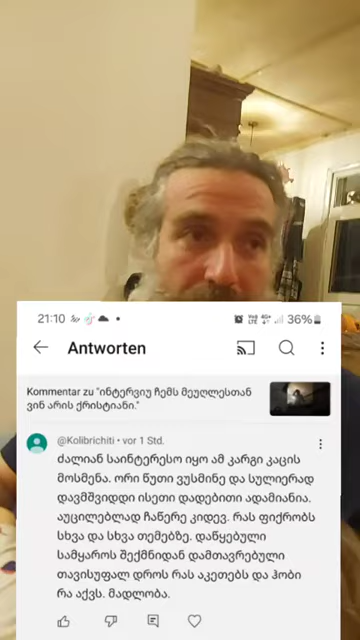 21:10
36%
Antworten
Kommentar zu "ინტერვიუ ჩემს მეუღლესთან
ვინ არის ქრისტიანი."
@Kolibrichiti • vor 1 Std.
ძალიან საინტერესო იყო ამ კარგი კაცის
მოსმენა. ორი წუთი ვუსმინე და სულიერად
დავმშვიდდი ისეთი დადებითი ადამიანია.
აუცილებლად ჩაწერე კიდევ. რას ფიქრობს
სხვა და სხვა თემებზე. დაწყებული
სამყაროს შექმნიდან დამთავრებული
თავისუფალ დროს რას აკეთებს და ჰობი
რა აქვს. მადლობა.